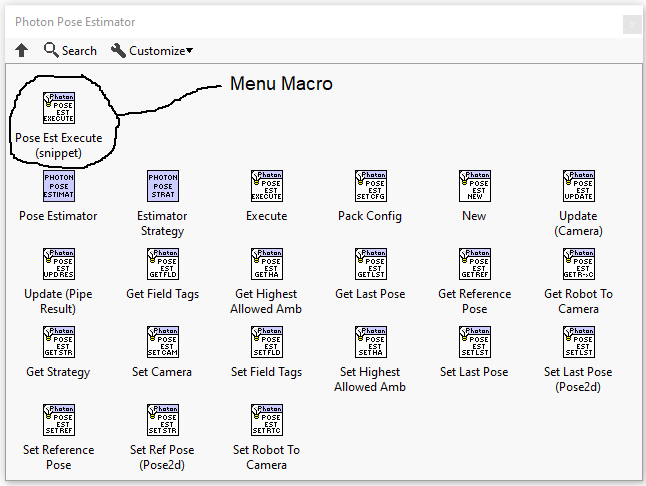 Photon Pose Estimator
Search Customize
Menu Macro
Photon POSE EST EXECUTE
Pose Est Execute
(snippet)
PHOTON POSE ESTIMAT
PHOTON POSE STRAT
Photon POSE EST EXECUTE
Photon POSE EST SETCFG
Photon POSE EST NEW
Photon POSE EST UPDATE
Pose Estimator
Estimator
Strategy
Execute
Pack Config
New
Update
(Camera)
Photon POSE EST UPDRES
Photon POSE EST GETFLD
Photon POSE EST GETHA
Photon POSE EST GETLST
Photon POSE EST GETREF
Photon POSE EST GETR->C
Update (Pipe
Result)
Get Field Tags
Get Highest
Allowed Amb
Get Last Pose
Get Reference
Pose
Get Robot To
Camera
Photon POSE EST GETSTR
Photon POSE EST SETCAM
Photon POSE EST SETFLD
Photon POSE EST SETHA
Photon POSE EST SETLST
Photon POSE EST SETLST
Get Strategy
Set Camera
Set Field Tags
Set Highest
Allowed Amb
Set Last Pose
Set Last Pose
(Pose2d)
Photon POSE EST SETREF
Photon POSE EST SETSTR
Photon POSE EST SETRTC
Set Reference
Pose
Set Ref Pose
(Pose2d)
Set Robot To
Camera